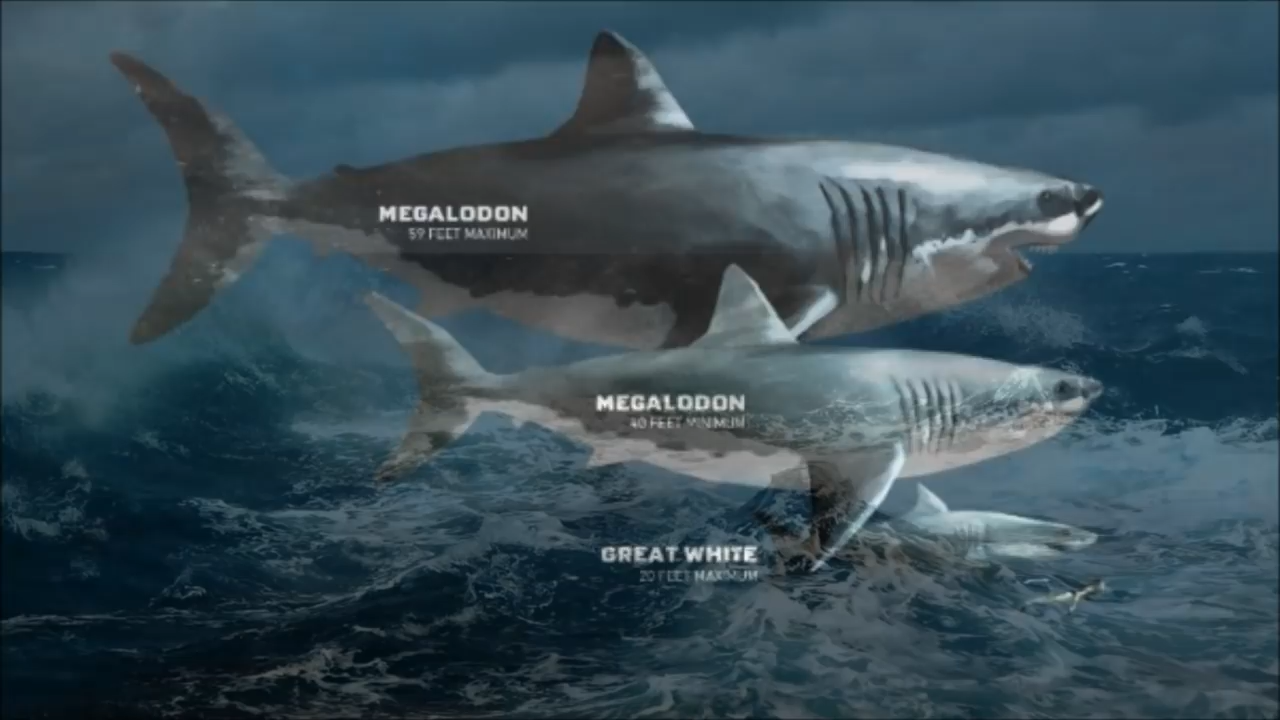 MEGALODON
59 FEET MAXIMUM
MEGALODON
40 FEET MINIMUM
GREAT WHITE
20 FEET MAXIMUM